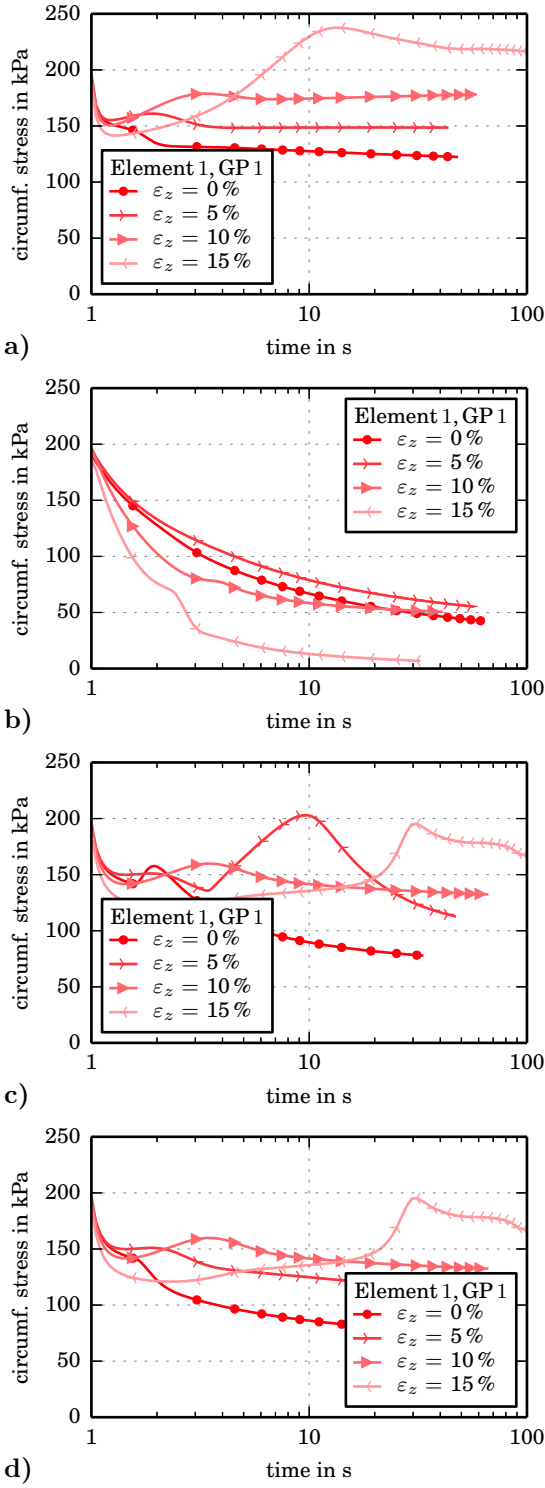 250
200
150
100
50
0
circumf. stress in kPa
Element 1, GP 1
ε_z = 0 %
ε_z = 5 %
ε_z = 10 %
ε_z = 15 %
1 10 100
time in s
a)
250
200
150
100
50
0
circumf. stress in kPa
Element 1, GP 1
ε_z = 0 %
ε_z = 5 %
ε_z = 10 %
ε_z = 15 %
1 10 100
time in s
b)
250
200
150
100
50
0
circumf. stress in kPa
Element 1, GP 1
ε_z = 0 %
ε_z = 5 %
ε_z = 10 %
ε_z = 15 %
1 10 100
time in s
c)
250
200
150
100
50
0
circumf. stress in kPa
Element 1, GP 1
ε_z = 0 %
ε_z = 5 %
ε_z = 10 %
ε_z = 15 %
1 10 100
time in s
d)